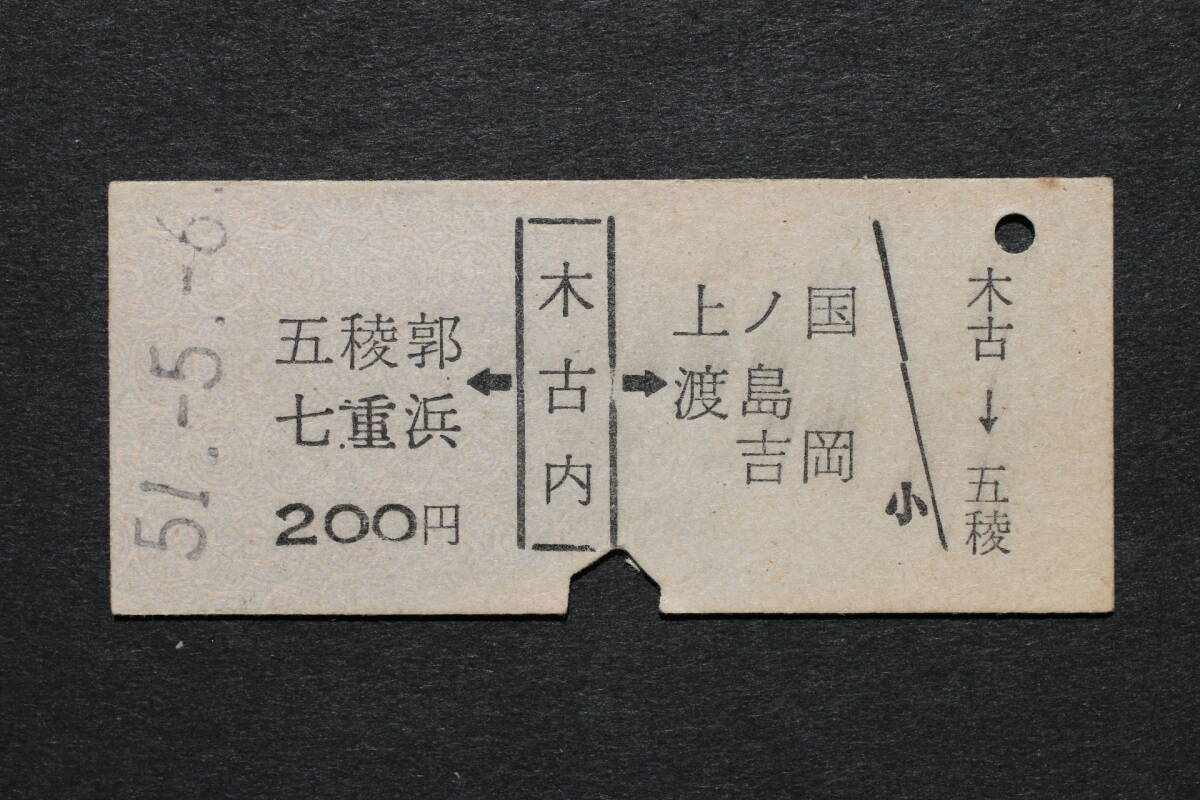 51.-5.-6.
五稜郭
七重浜
200円
←
木古内
→
上ノ国
渡島
吉岡
小
木古→五稜